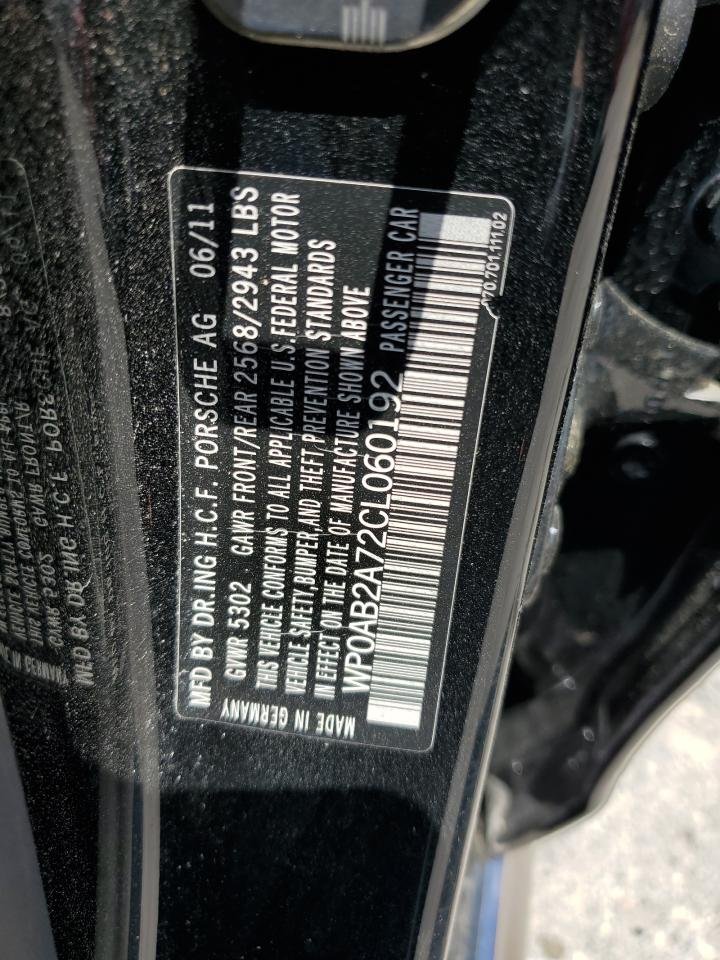 MFD BY DR.ING H.C.F. PORSCHE AG 06/11
GVWR 5302 GAWR FRONT/REAR 2568/2943 LBS
THIS VEHICLE CONFORMS TO ALL APPLICABLE U.S.FEDERAL MOTOR
VEHICLE SAFETY,BUMPER,AND THEFT PREVENTION STANDARDS
IN EFFECT ON THE DATE OF MANUFACTURE SHOWN ABOVE
WP0AB2A72CL060192 PASSENGER CAR
MADE IN GERMANY
970.701.111.02